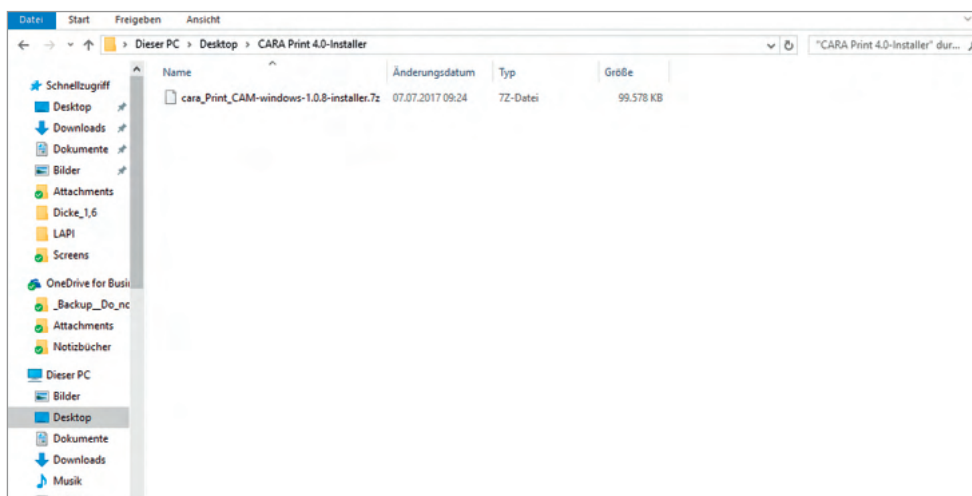 Datei Start Freigeben Ansicht
Dieser PC > Desktop > CARA Print 4.0-Installer
"CARA Print 4.0-Installer" dur...
Name Änderungsdatum Typ Größe
cara_Print_CAM-windows-1.0.8-installer.7z 07.07.2017 09:24 7Z-Datei 99.578 KB
Schnellzugriff
Desktop
Downloads
Dokumente
Bilder
Attachments
Dicke_1,6
LAPI
Screens
OneDrive for Busin
_Backup__Do_nc
Attachments
Notizbücher
Dieser PC
Bilder
Desktop
Dokumente
Downloads
Musik